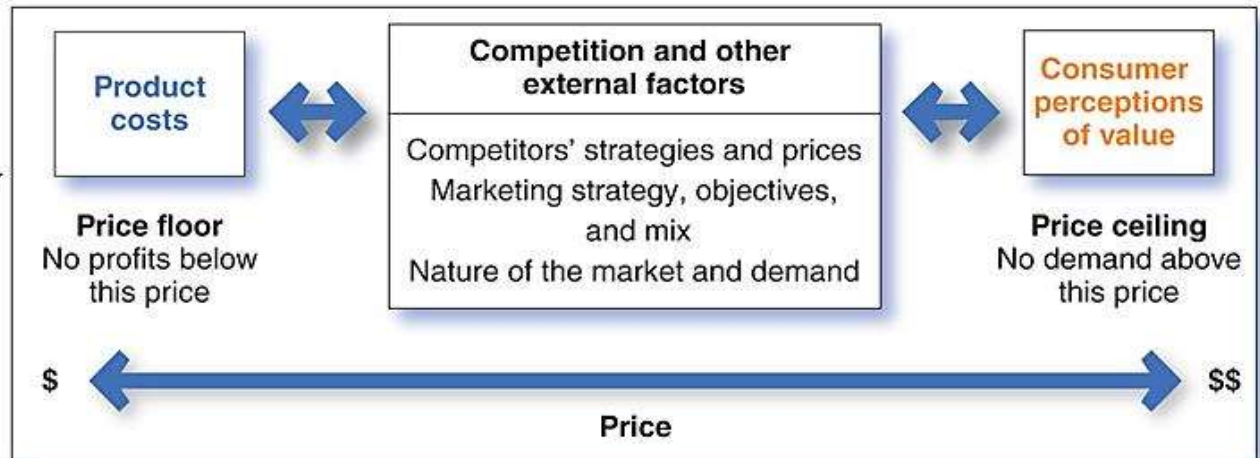 Product
costs
Price floor
No profits below
this price
Competition and other
external factors
Competitors’ strategies and prices
Marketing strategy, objectives,
and mix
Nature of the market and demand
Consumer
perceptions
of value
Price ceiling
No demand above
this price
$
$$
Price